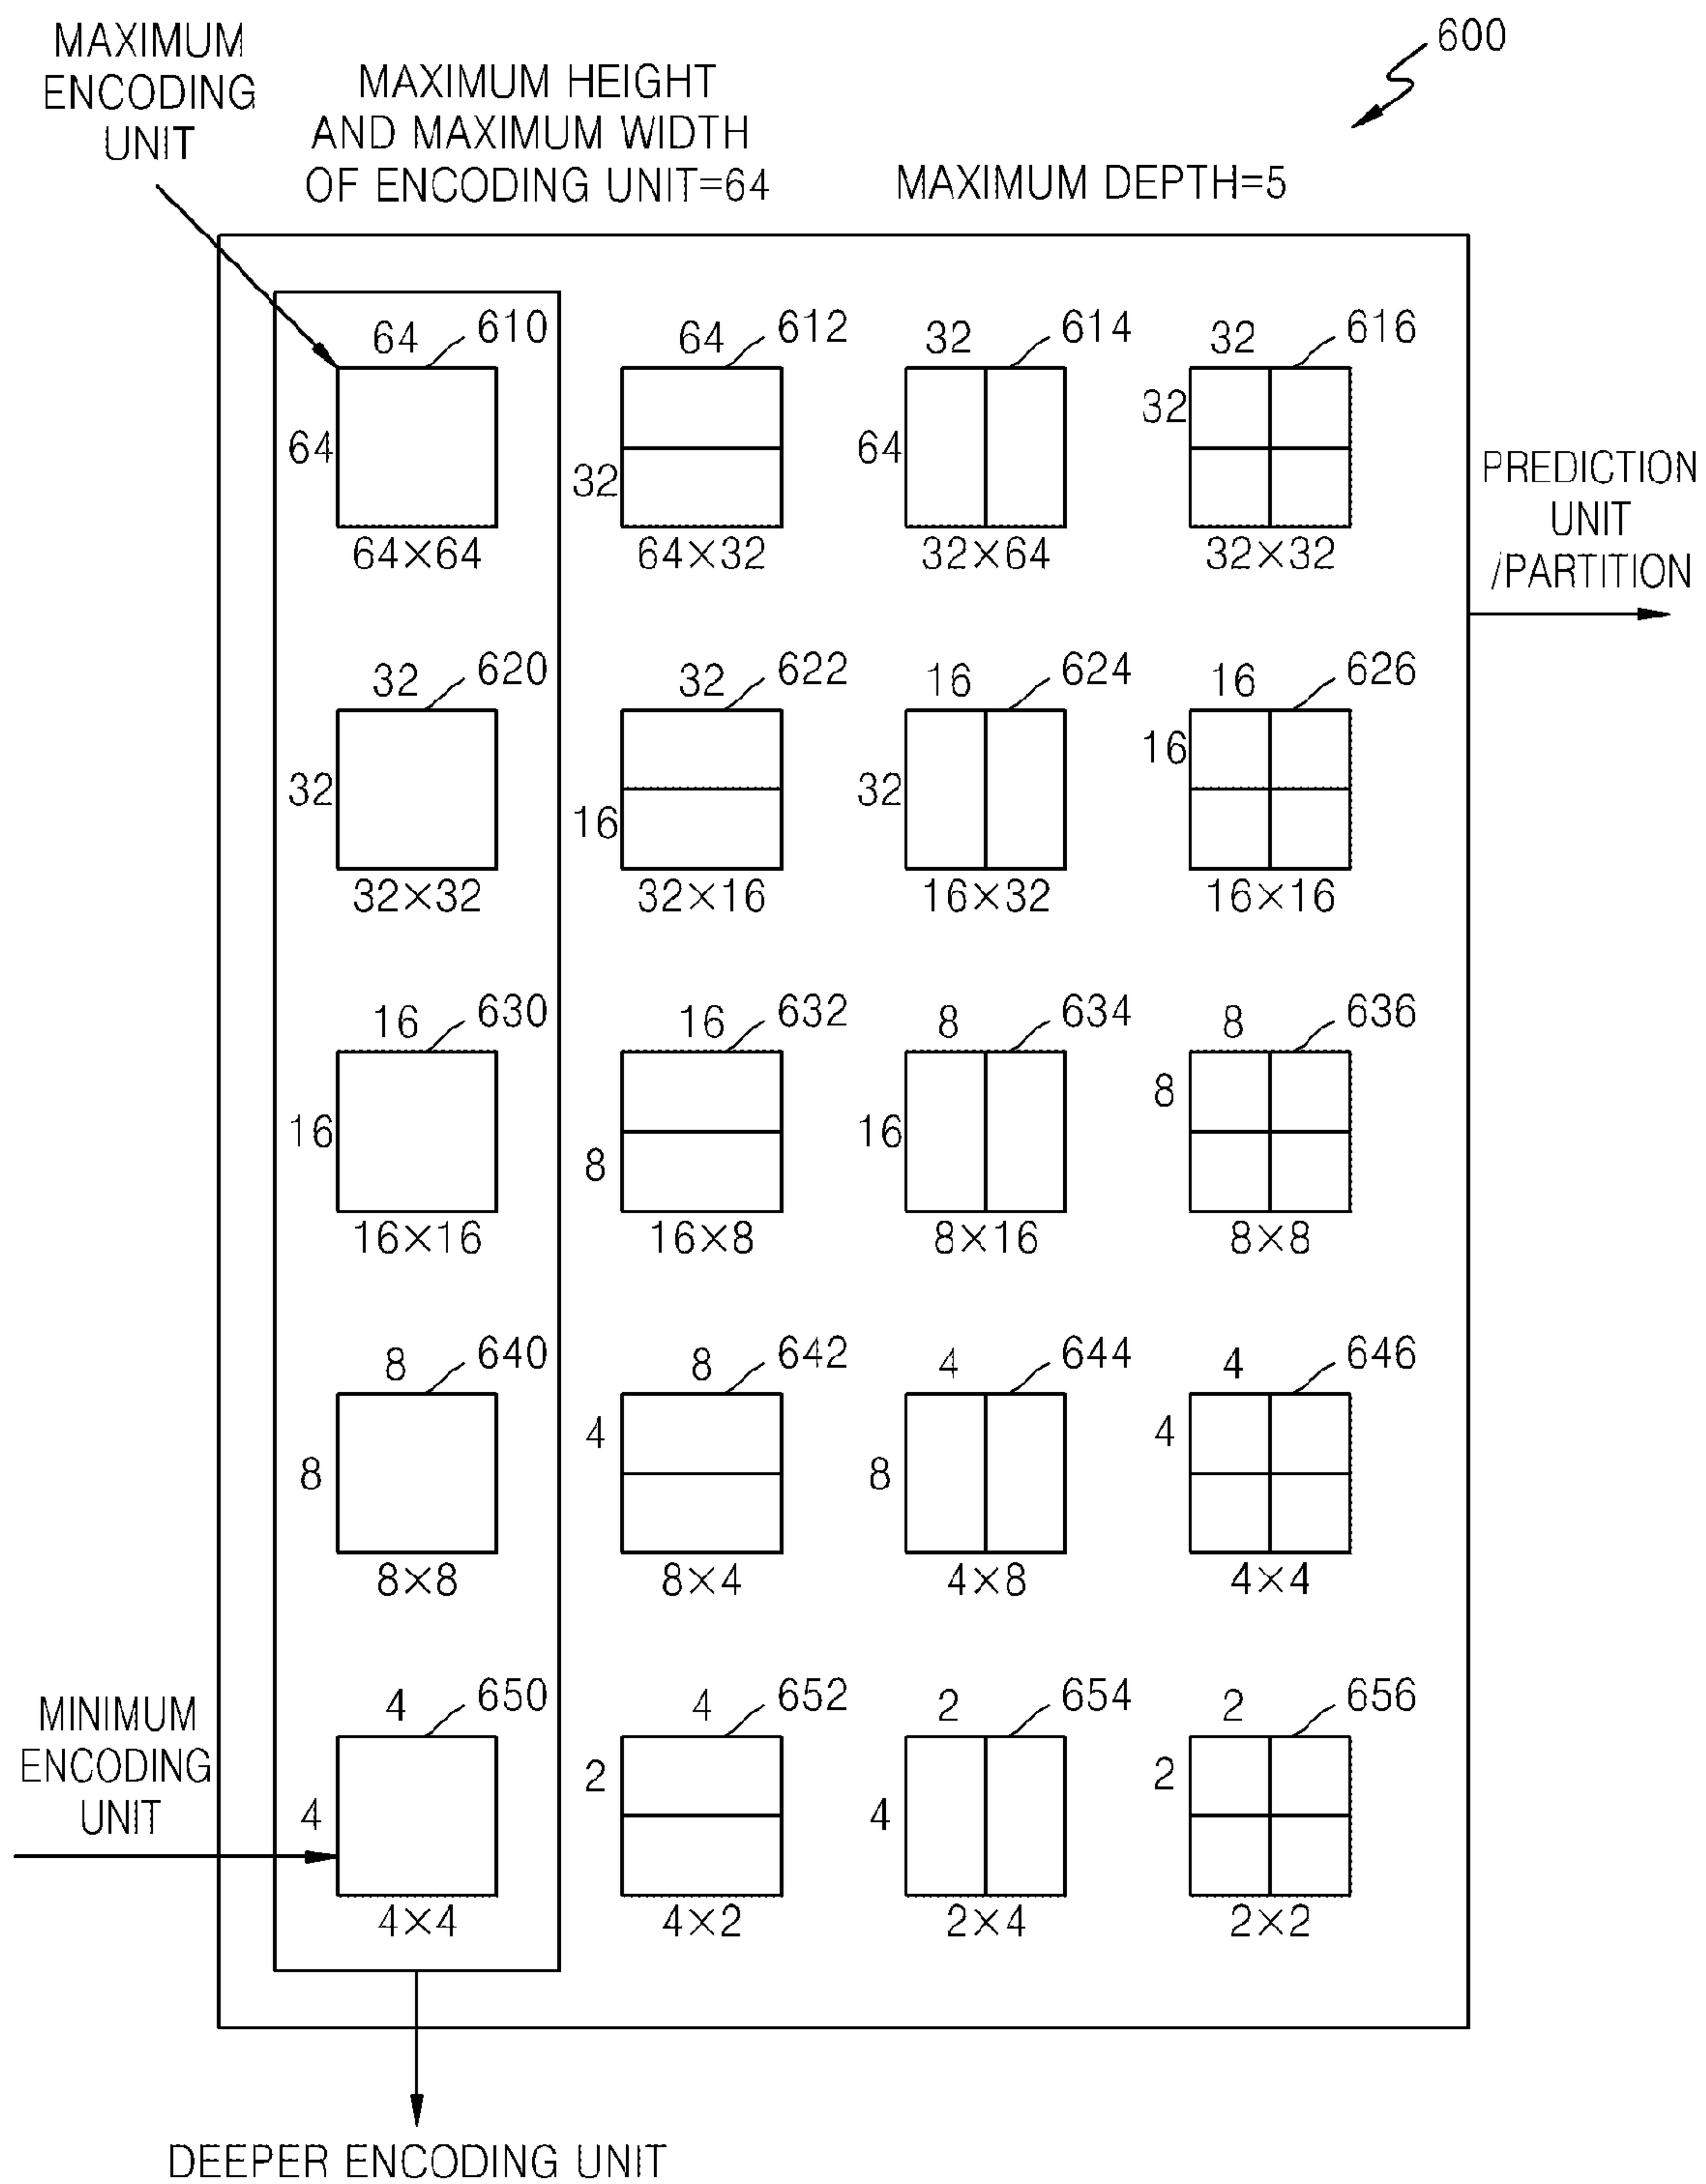 600
MAXIMUM
ENCODING
UNIT
MAXIMUM HEIGHT
AND MAXIMUM WIDTH
OF ENCODING UNIT=64
MAXIMUM DEPTH=5
64 610 64 612 32 614 32 616
64 32 64 32
64×64 64×32 32×64 32×32
PREDICTION
UNIT
/PARTITION
32 620 32 622 16 624 16 626
32 16 32 16
32×32 32×16 16×32 16×16
16 630 16 632 8 634 8 636
16 8 16 8
16×16 16×8 8×16 8×8
8 640 8 642 4 644 4 646
8 4 8 4
8×8 8×4 4×8 4×4
MINIMUM
ENCODING
UNIT
4 650 4 652 2 654 2 656
4 2 4 2
4×4 4×2 2×4 2×2
DEEPER ENCODING UNIT